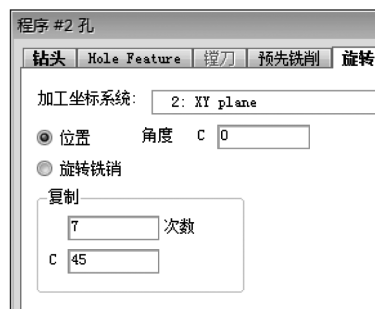 程序 #2 孔
钻头 Hole Feature 镗刀 预先铣削 旋转
加工坐标系统: 2: XY plane
位置 角度 C 0
旋转铣销
复制
7 次数
C 45